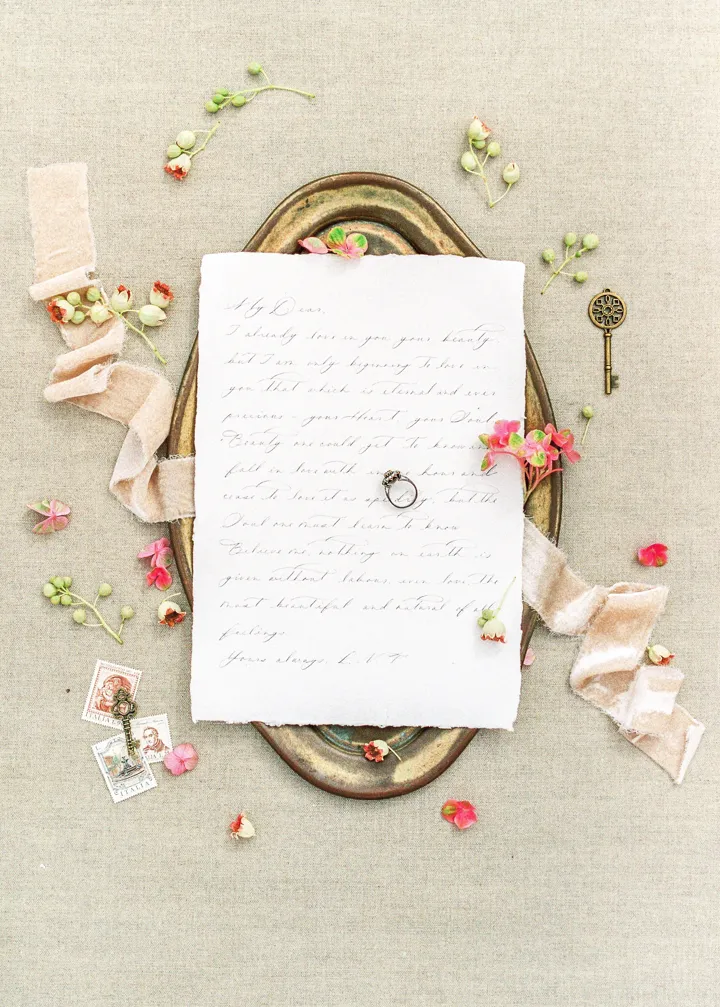 My Dear,
I already love in you your beauty,
but I am only beginning to love in
you that which is eternal and ever
precious - your Heart, your Soul.
Beauty one could get to know and
fall in love with in one hour and
cease to love it as speedily, but the
Soul one must learn to know.
Believe me, nothing on earth is
given without labour, even love, the
most beautiful and natural of all
feelings.
Yours always, L. N. T.
ITALIA
ITALIA